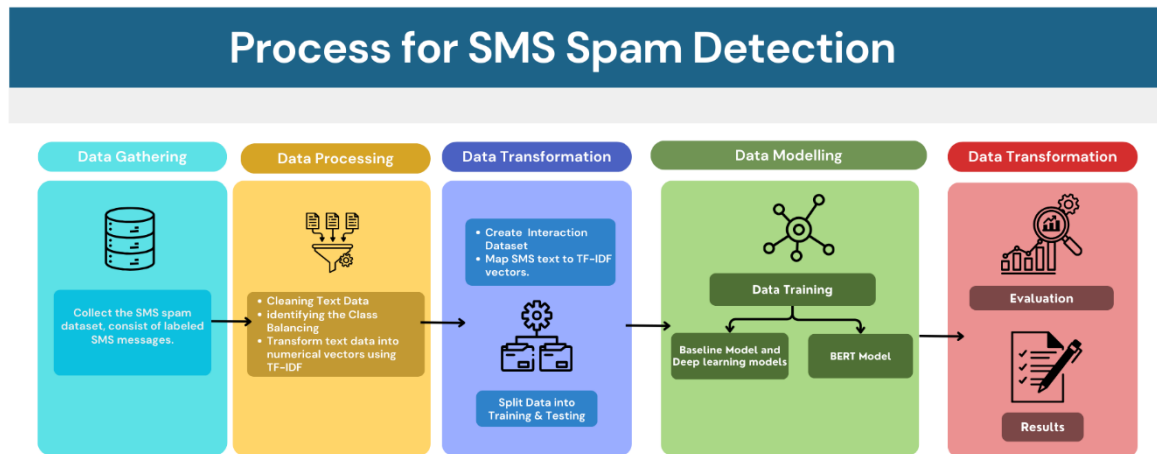 Process for SMS Spam Detection
Data Gathering
Collect the SMS spam
dataset, consist of labeled
SMS messages.
Data Processing
• Cleaning Text Data
• identifying the Class
Balancing
• Transform text data into
numerical vectors using
TF-IDF
Data Transformation
• Create Interaction
Dataset
• Map SMS text to TF-IDF
vectors.
Split Data into
Training & Testing
Data Modelling
Data Training
Baseline Model and
Deep learning models
BERT Model
Data Transformation
Evaluation
Results